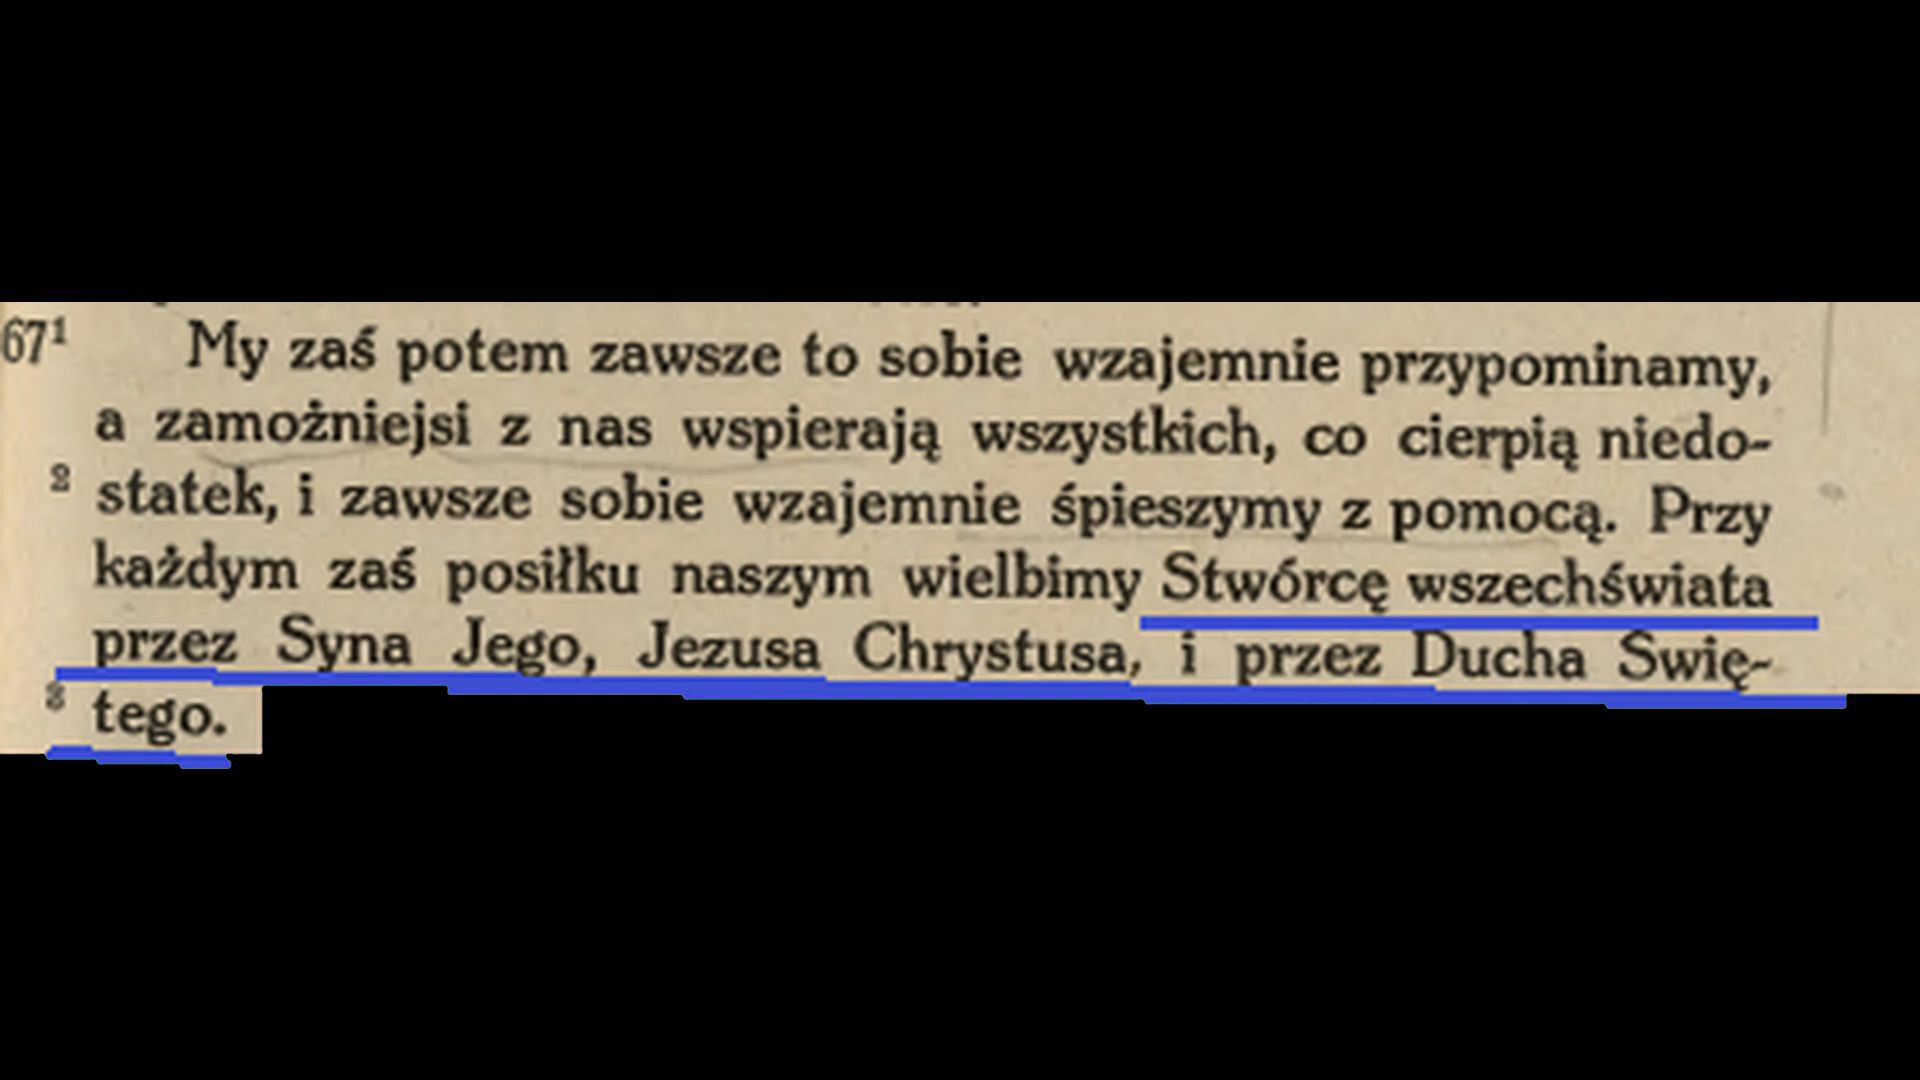 67¹ My zaś potem zawsze to sobie wzajemnie przypominamy,
a zamożniejsi z nas wspierają wszystkich, co cierpią niedo-
² statek, i zawsze sobie wzajemnie śpieszymy z pomocą. Przy
każdym zaś posiłku naszym wielbimy Stwórcę wszechświata
przez Syna Jego, Jezusa Chrystusa, i przez Ducha Swię-
³ tego.